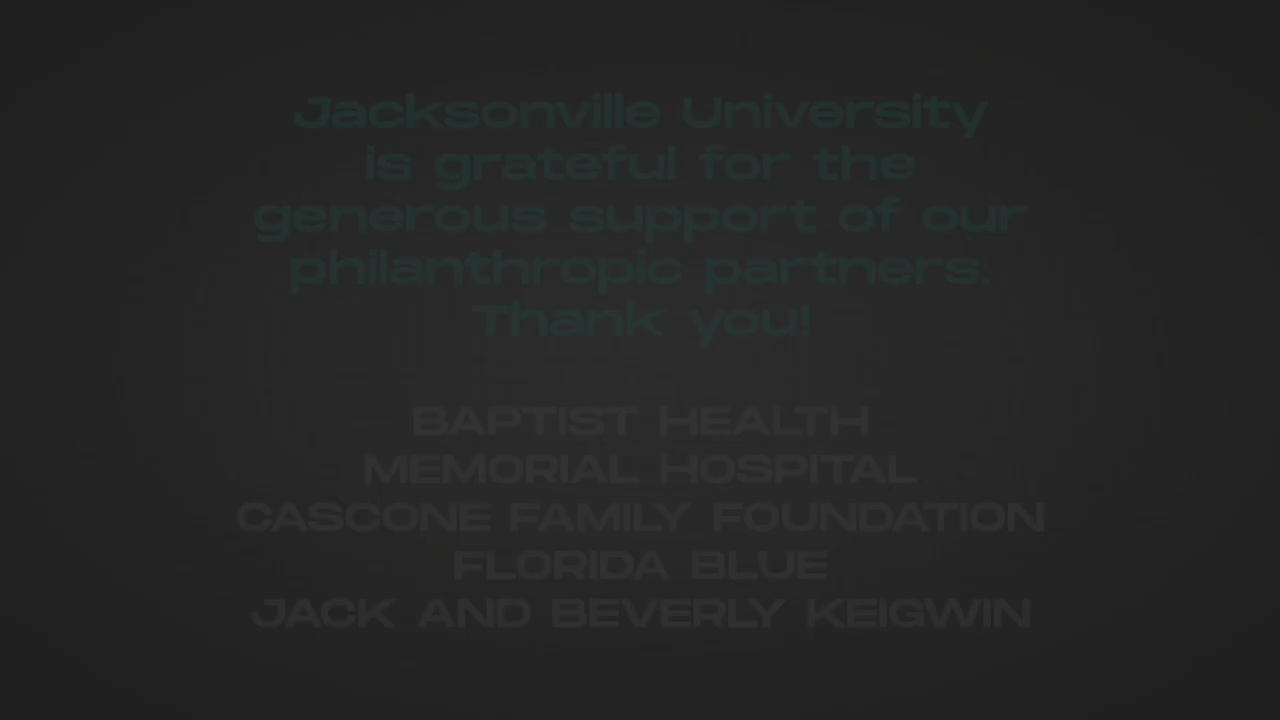 Jacksonville University
is grateful for the
generous support of our
philanthropic partners.
Thank you!
BAPTIST HEALTH
MEMORIAL HOSPITAL
CASCONE FAMILY FOUNDATION
FLORIDA BLUE
JACK AND BEVERLY KEIGWIN